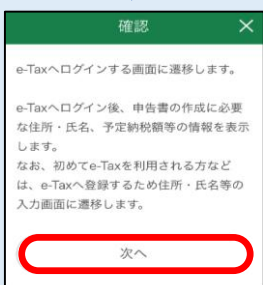 確認
e-Taxへログインする画面に遷移します。
e-Taxへログイン後、申告書の作成に必要
な住所・氏名、予定納税額等の情報を表示
します。
なお、初めてe-Taxを利用される方など
は、e-Taxへ登録するため住所・氏名等の
入力画面に遷移します。
次へ